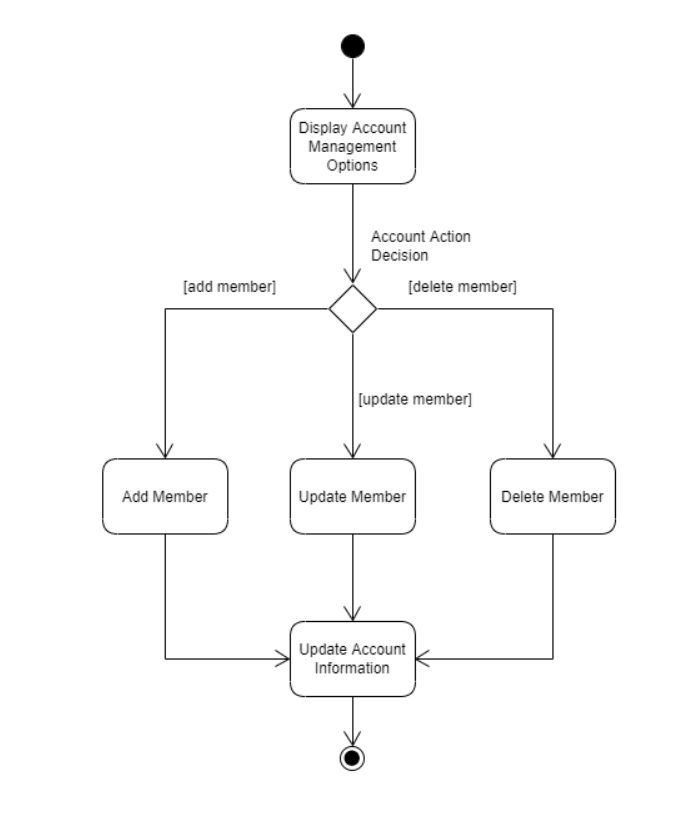 Display Account
Management
Options
Account Action
Decision
[add member]
[delete member]
[update member]
Add Member
Update Member
Delete Member
Update Account
Information